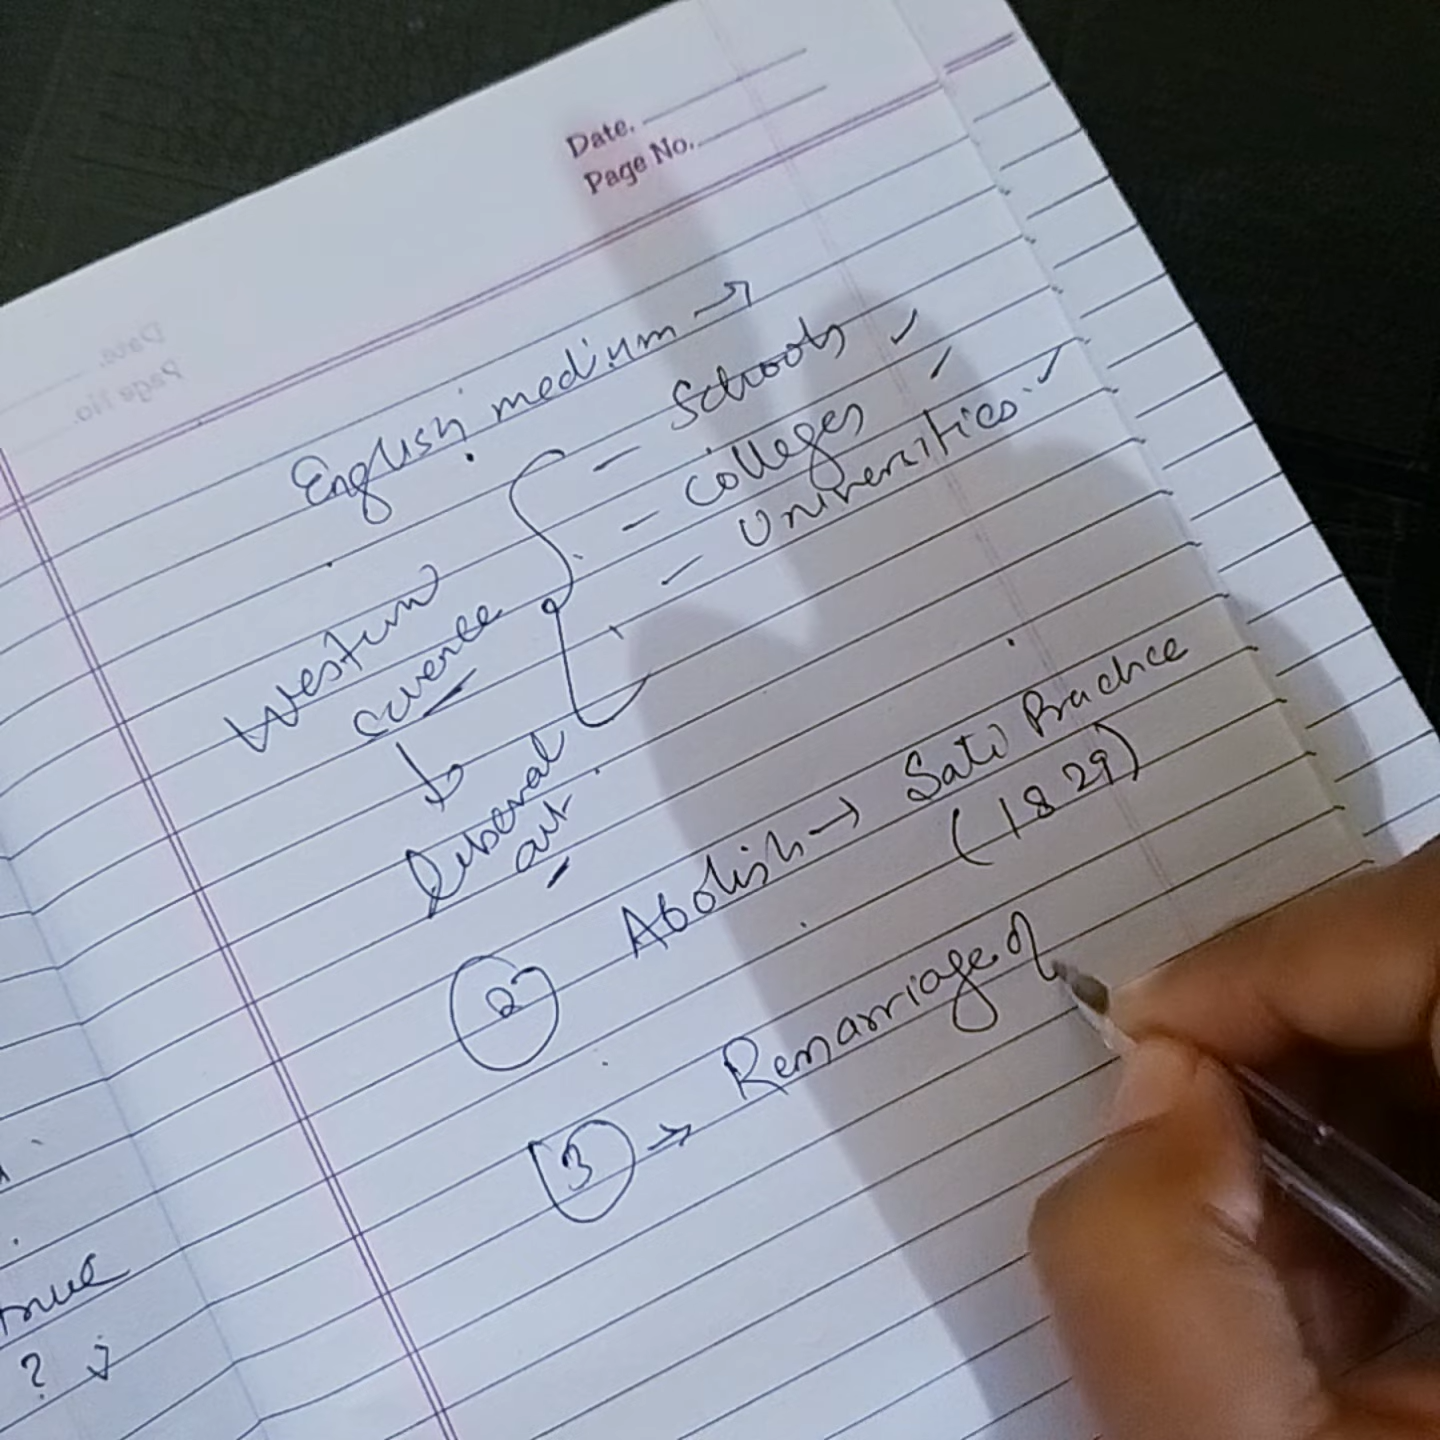 Date.
Page No.
English medium →
- Schools ✓
- colleges -
- Universities ✓
Western
liberal
art
2 Abolish → Sati Practice
(1829)
3 → Remarriage of
?